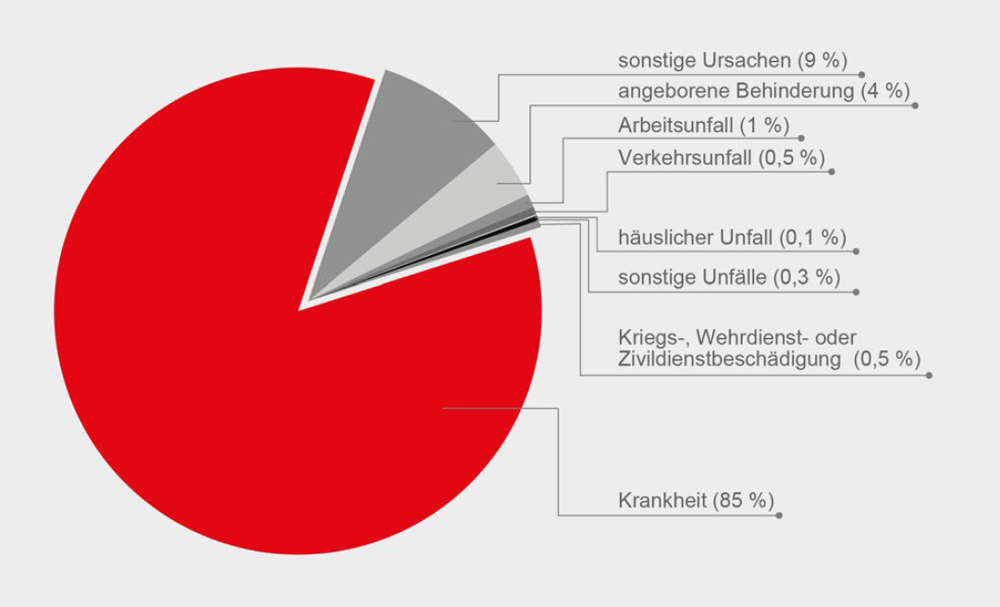 sonstige Ursachen (9 %)
angeborene Behinderung (4 %)
Arbeitsunfall (1 %)
Verkehrsunfall (0,5 %)
häuslicher Unfall (0,1 %)
sonstige Unfälle (0,3 %)
Kriegs-, Wehrdienst- oder
Zivildienstbeschädigung (0,5 %)
Krankheit (85 %)